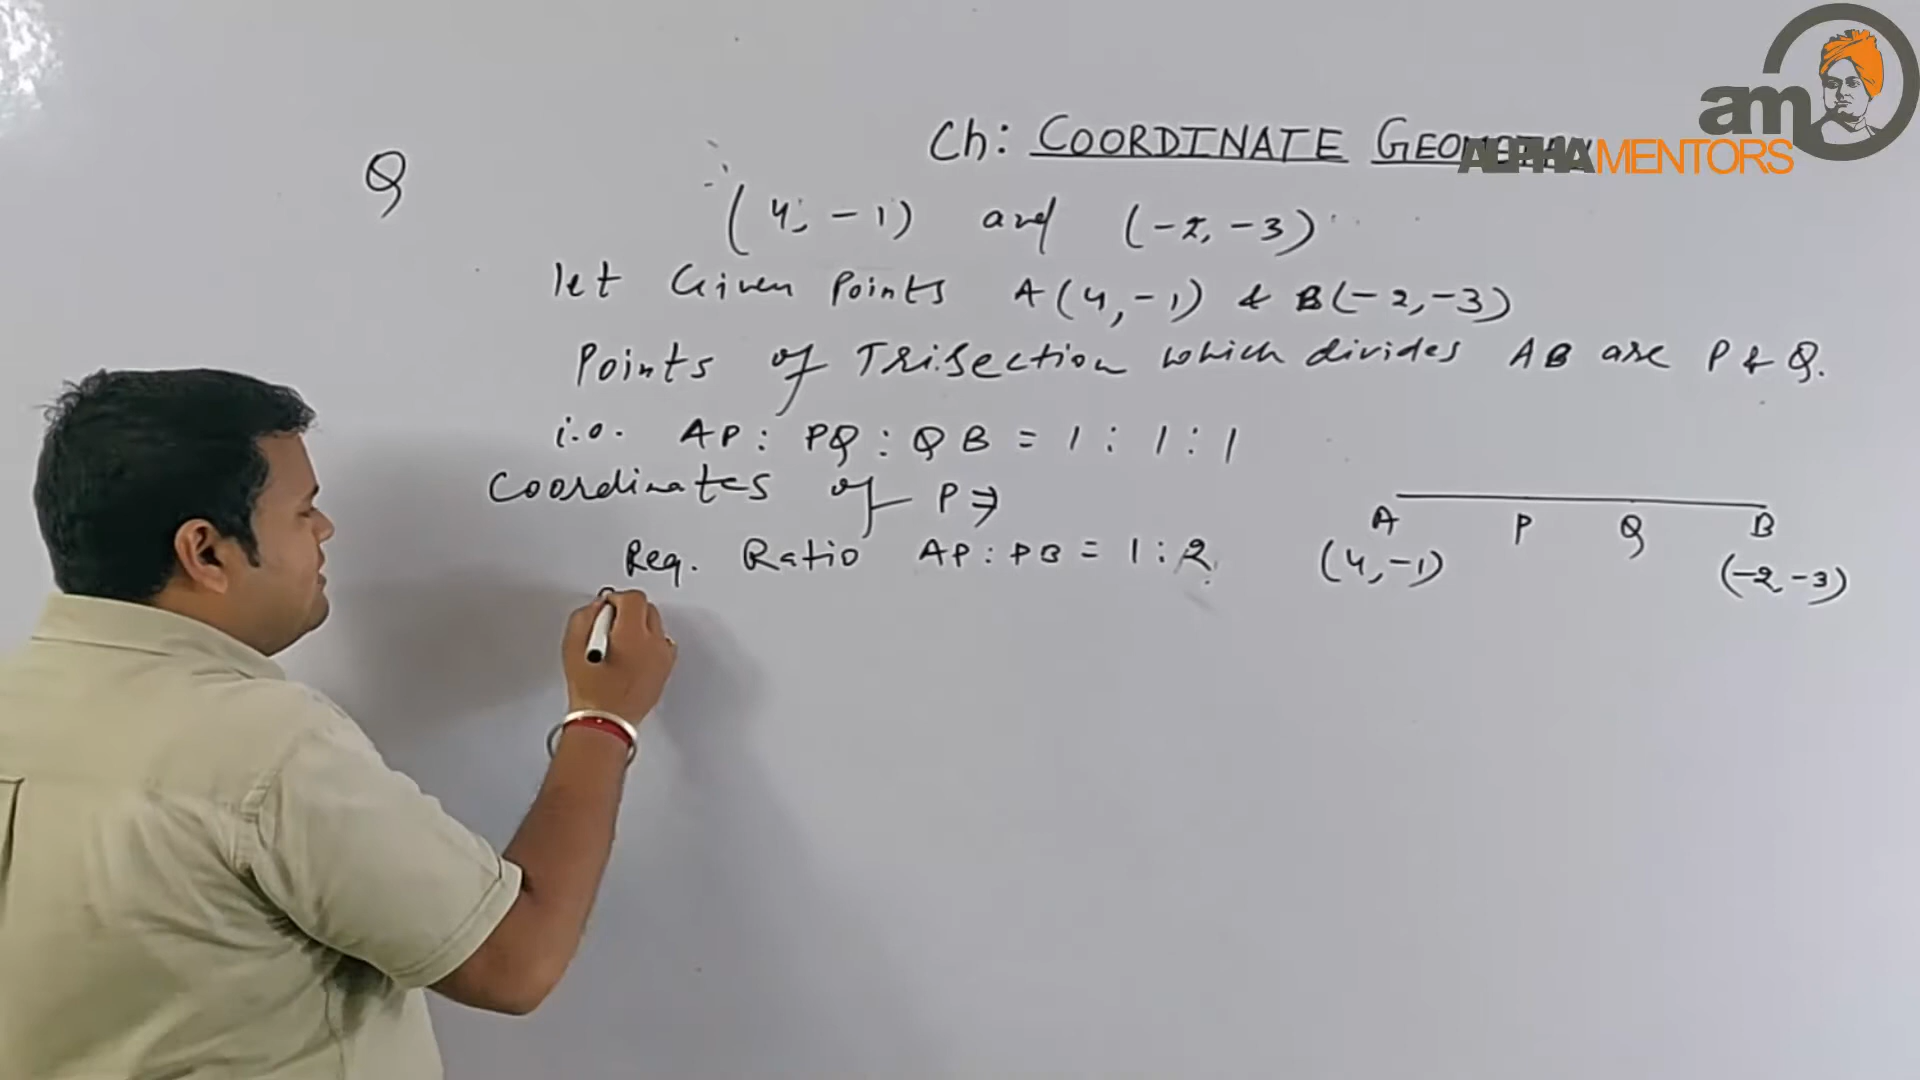 am
ALPHA MENTORS
Ch: COORDINATE
Q
(4, -1) and (-2, -3)
let Given Points A(4, -1) & B(-2, -3)
Points of Trisection which divides AB are P & Q.
i.e. AP : PQ : QB = 1 : 1 : 1
Coordinates of P ⇒
Req. Ratio AP : PB = 1 : 2
A P Q B
(4, -1) (-2 -3)